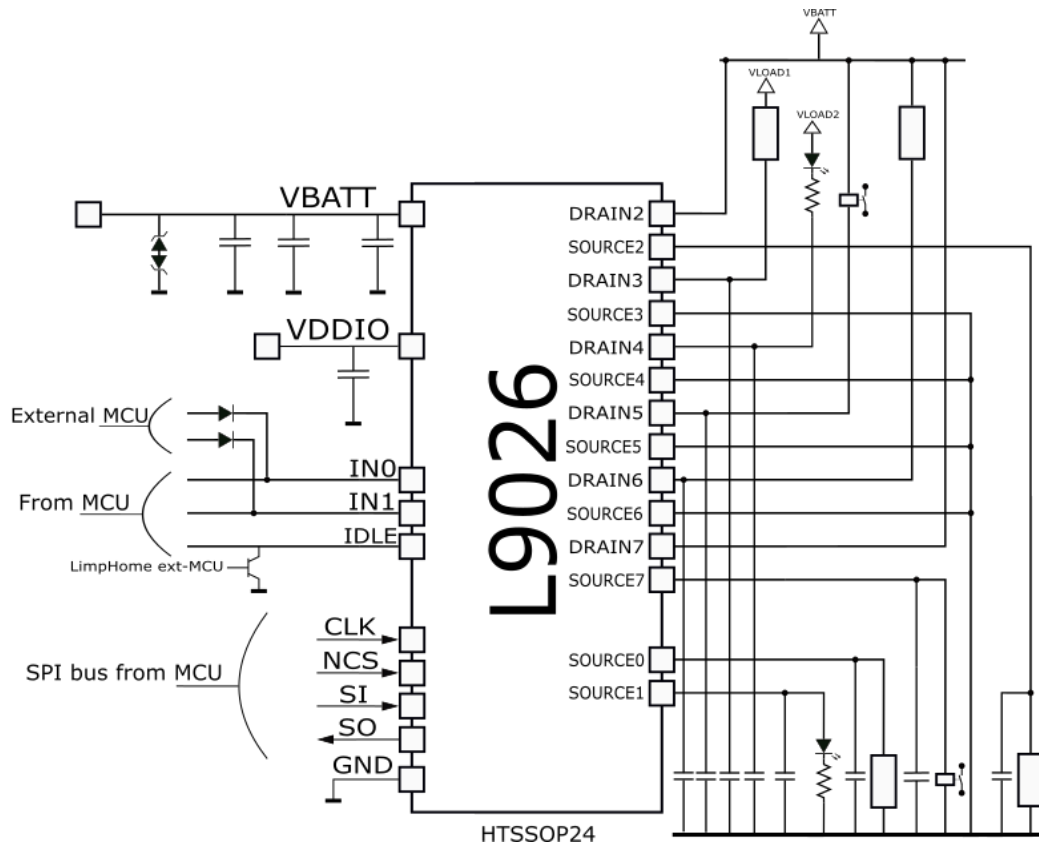 VBATT
VLOAD1
VLOAD2
VBATT
VDDIO
External MCU
From MCU
IN0
IN1
IDLE
LimpHome ext-MCU
SPI bus from MCU
CLK
NCS
SI
SO
GND
L9026
DRAIN2
SOURCE2
DRAIN3
SOURCE3
DRAIN4
SOURCE4
DRAIN5
SOURCE5
DRAIN6
SOURCE6
DRAIN7
SOURCE7
SOURCE0
SOURCE1
HTSSOP24